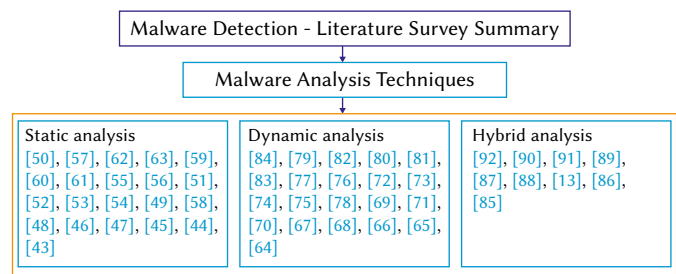 Malware Detection - Literature Survey Summary
Malware Analysis Techniques
Static analysis
[50], [57], [62], [63], [59],
[60], [61], [55], [56], [51],
[52], [53], [54], [49], [58],
[48], [46], [47], [45], [44],
[43]
Dynamic analysis
[84], [79], [82], [80], [81],
[83], [77], [76], [72], [73],
[74], [75], [78], [69], [71],
[70], [67], [68], [66], [65],
[64]
Hybrid analysis
[92], [90], [91], [89],
[87], [88], [13], [86],
[85]